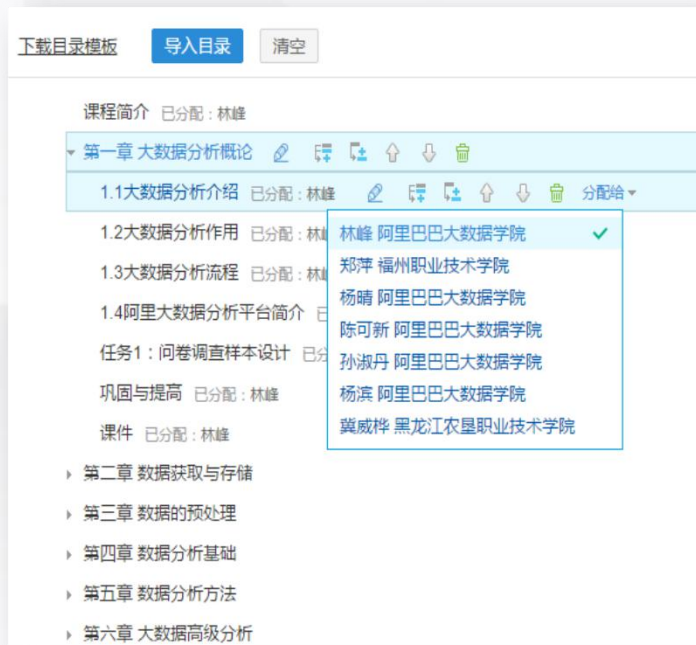 下载目录模板 导入目录 清空
课程简介 已分配：林峰
第一章 大数据分析概论
1.1大数据分析介绍 已分配：林峰 分配给
1.2大数据分析作用 已分配：林
林峰 阿里巴巴大数据学院
郑萍 福州职业技术学院
1.3大数据分析流程 已分配：林
杨晴 阿里巴巴大数据学院
1.4阿里大数据分析平台简介 已
陈可新 阿里巴巴大数据学院
任务1：问卷调查样本设计 已分
孙淑丹 阿里巴巴大数据学院
巩固与提高 已分配：林峰
杨滨 阿里巴巴大数据学院
课件 已分配：林峰
冀威桦 黑龙江农垦职业技术学院
第二章 数据获取与存储
第三章 数据的预处理
第四章 数据分析基础
第五章 数据分析方法
第六章 大数据高级分析